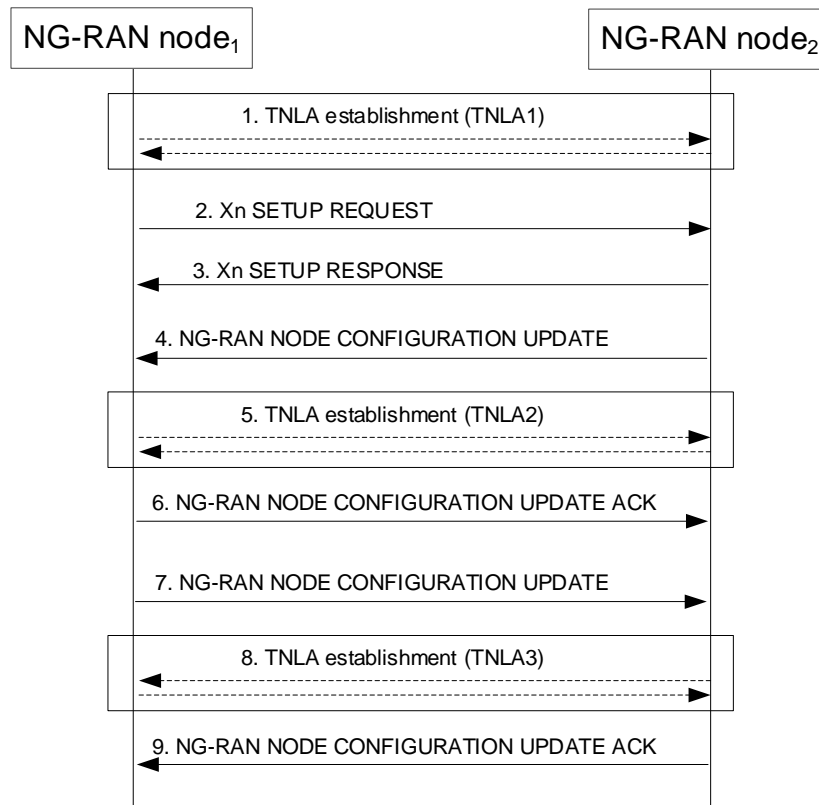 NG-RAN node1
NG-RAN node2
1. TNLA establishment (TNLA1)
2. Xn SETUP REQUEST
3. Xn SETUP RESPONSE
4. NG-RAN NODE CONFIGURATION UPDATE
5. TNLA establishment (TNLA2)
6. NG-RAN NODE CONFIGURATION UPDATE ACK
7. NG-RAN NODE CONFIGURATION UPDATE
8. TNLA establishment (TNLA3)
9. NG-RAN NODE CONFIGURATION UPDATE ACK